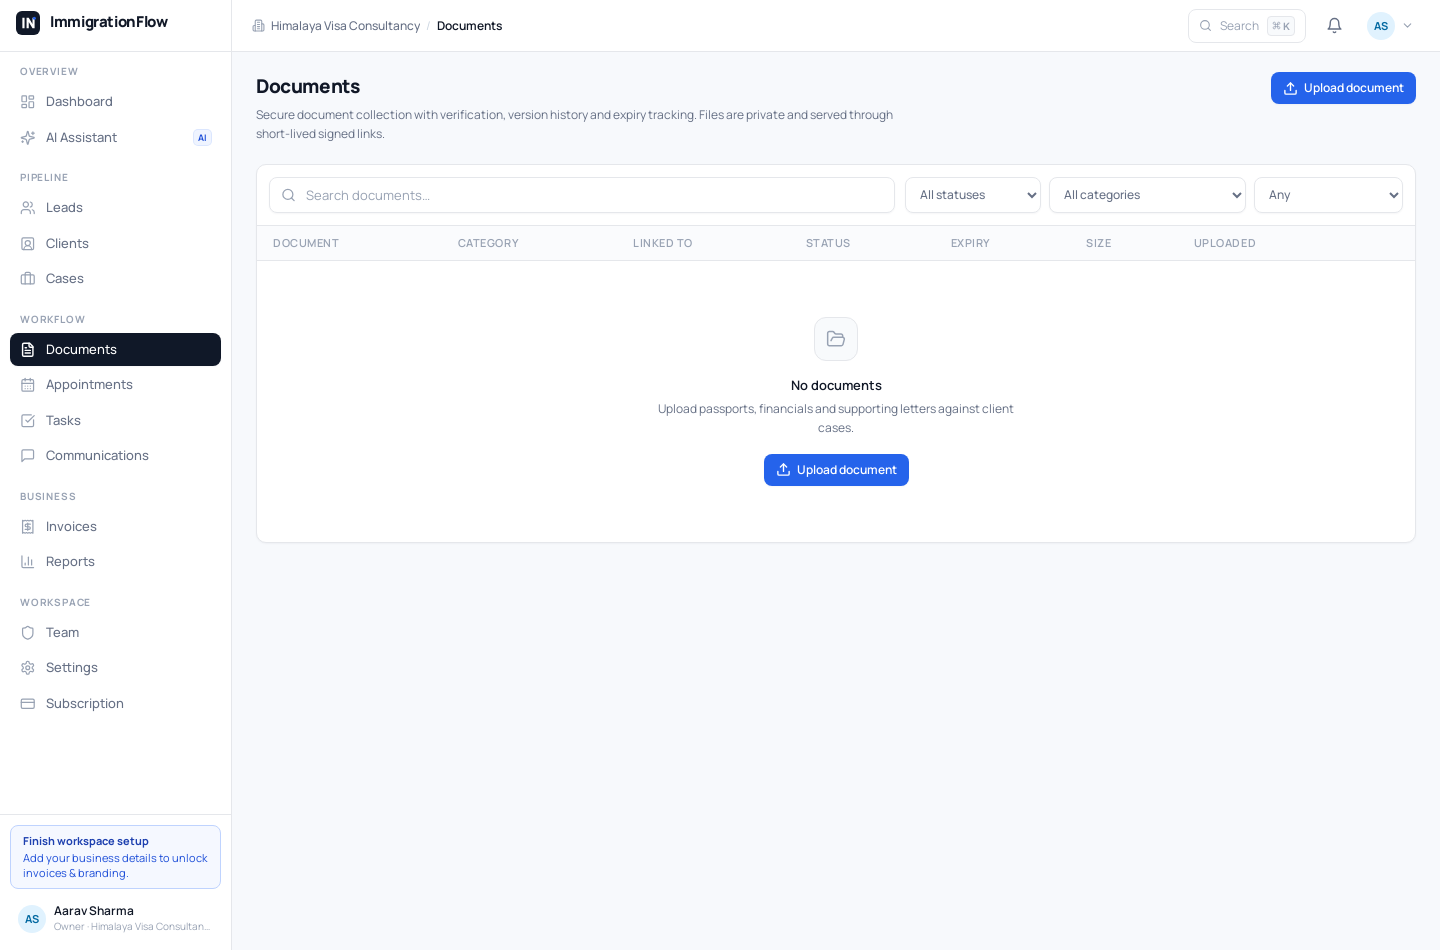 IN ImmigrationFlow
OVERVIEW
Dashboard
AI Assistant AI
PIPELINE
Leads
Clients
Cases
WORKFLOW
Documents
Appointments
Tasks
Communications
BUSINESS
Invoices
Reports
WORKSPACE
Team
Settings
Subscription
Finish workspace setup
Add your business details to unlock
invoices & branding.
AS Aarav Sharma
Owner · Himalaya Visa Consultan...
Himalaya Visa Consultancy / Documents
Search ⌘ K
AS
Documents
Upload document
Secure document collection with verification, version history and expiry tracking. Files are private and served through
short-lived signed links.
Search documents...
All statuses
All categories
Any
DOCUMENT CATEGORY LINKED TO STATUS EXPIRY SIZE UPLOADED
No documents
Upload passports, financials and supporting letters against client
cases.
Upload document